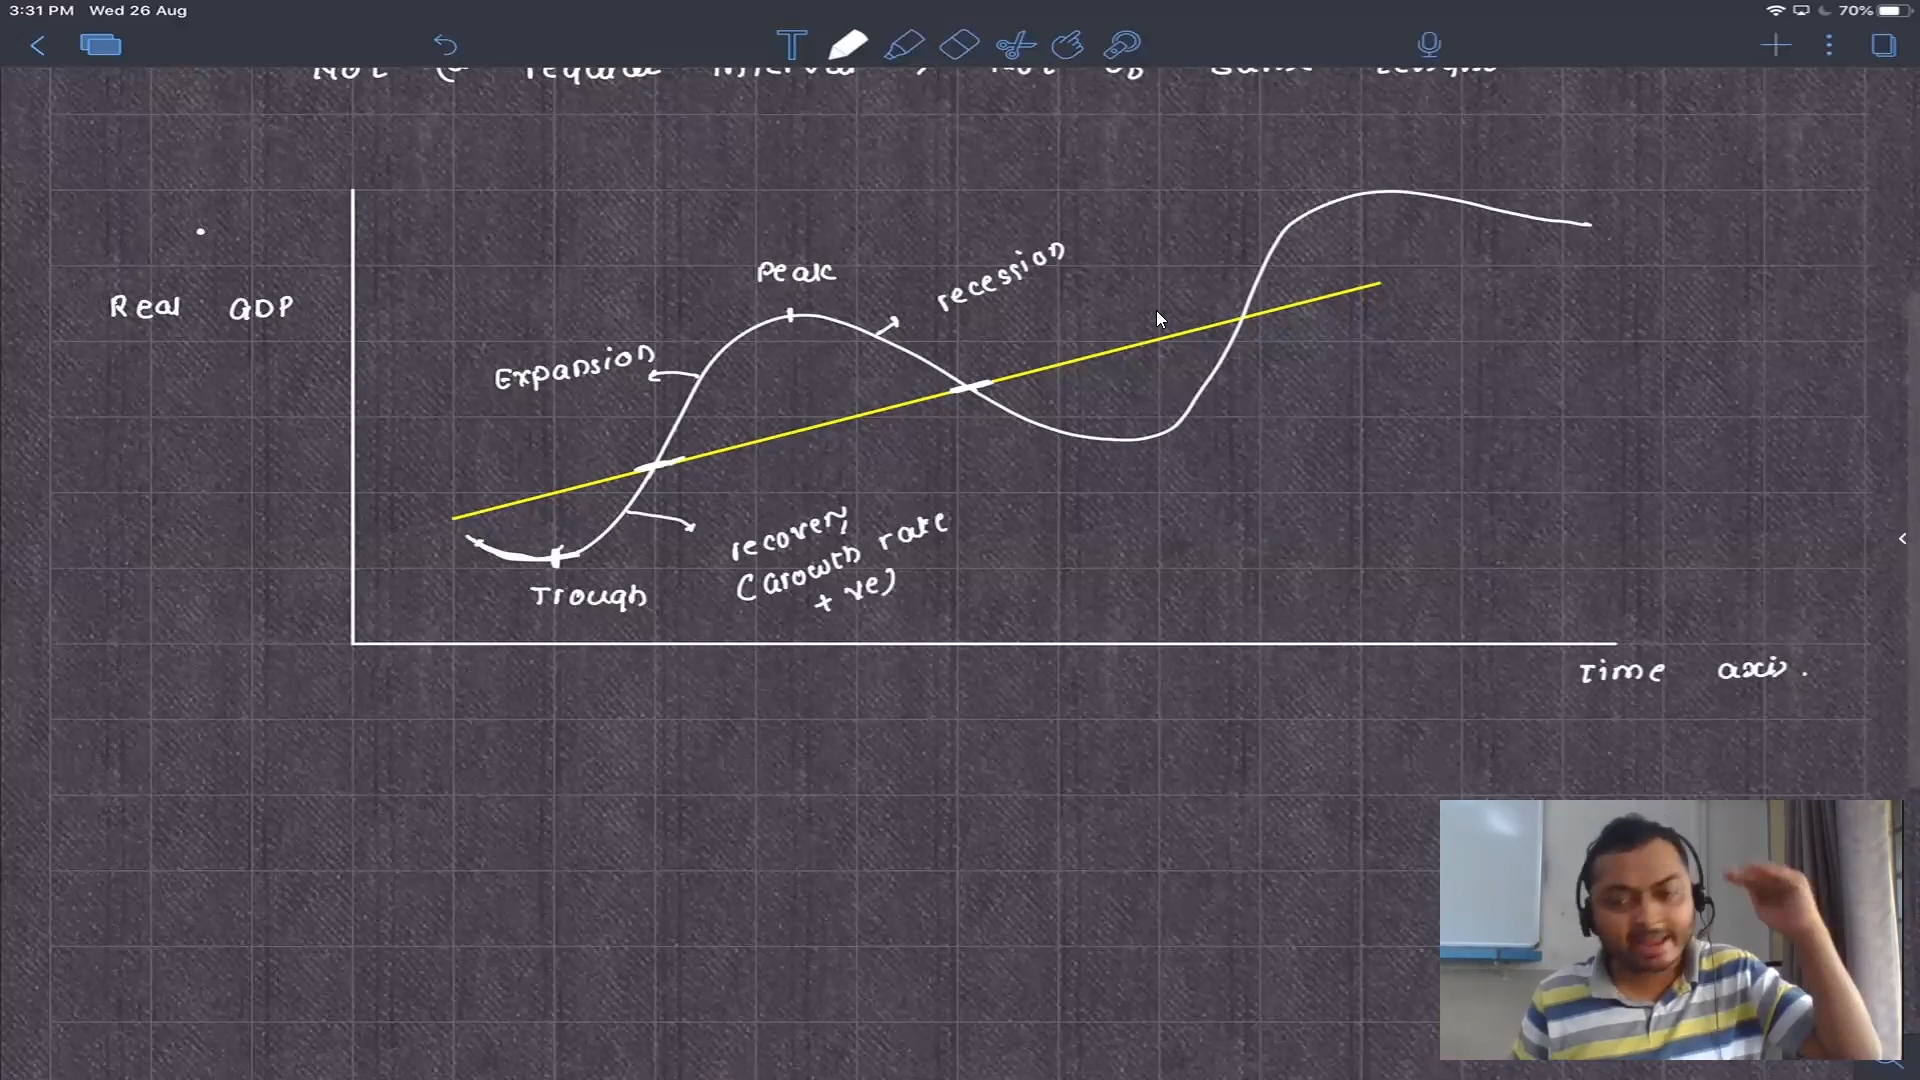 3:31 PM Wed 26 Aug
70%
Peak
recession
Real GDP
Expansion
recovery
(Growth rate
+ ve)
Trough
Time axis.